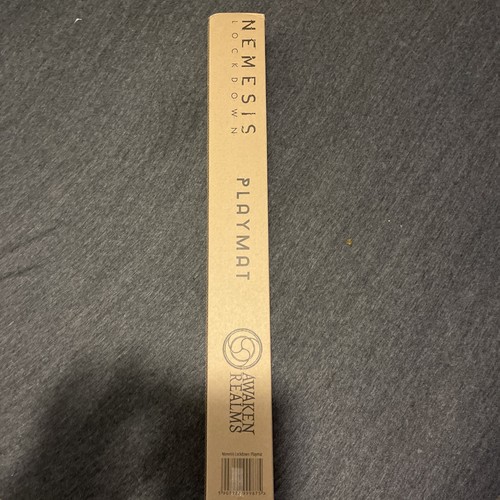 NEMESIS
LOCKDOWN
PLAYMAT
AWAKEN
REALMS